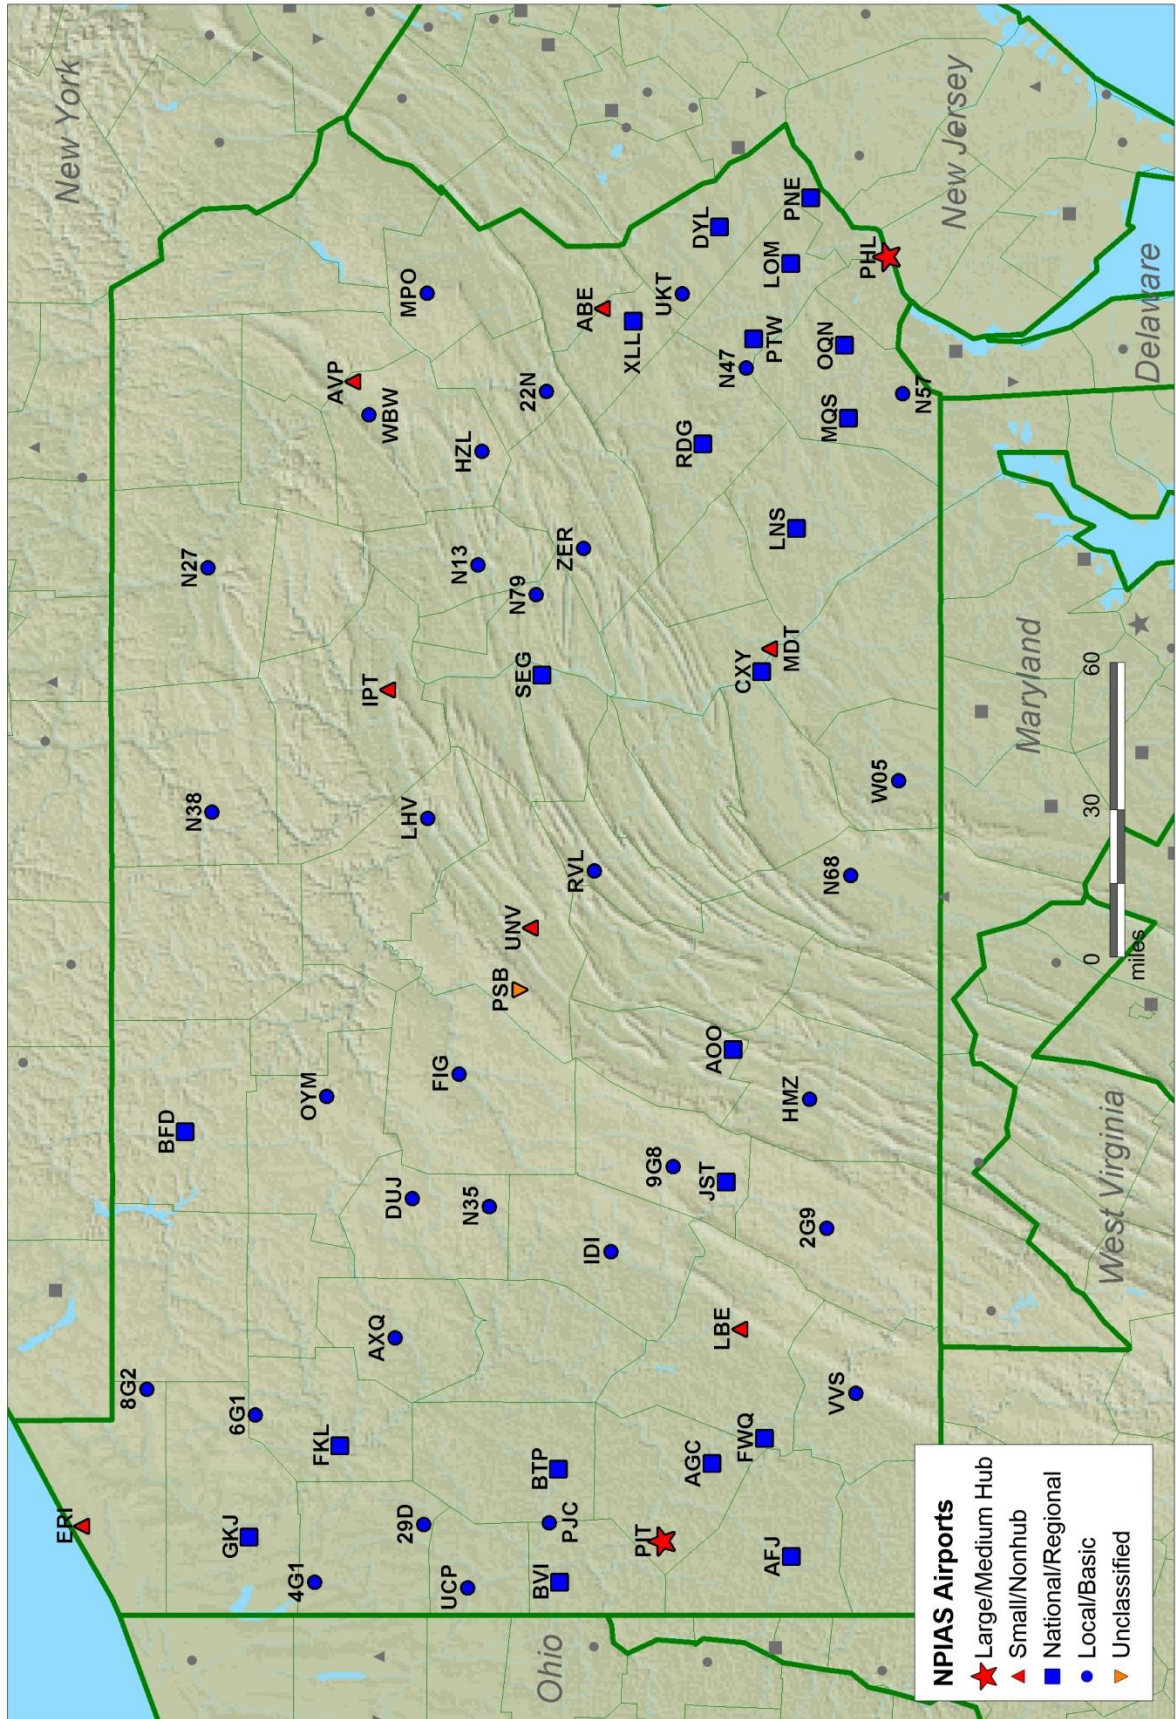 New York
ERI
8G2
BFD
N38
N27
GKJ
6G1
4G1
FKL
OYM
AXQ
DUJ
IPT
AVP
WBW
MPO
29D
UCP
FIG
N35
LHV
N13
HZL
PSB
UNV
SEG
N79
22N
BVI
PJC
BTP
IDI
RVL
ZER
ABE
XLL
Ohio
PIT
9G8
UKT
AGC
JST
AOO
RDG
DYL
FWQ
LBE
CXY
MDT
N47
PTW
AFJ
HMZ
LNS
LOM
PNE
VVS
2G9
N68
W05
MQS
OQN
PHL
N57
New Jersey
West Virginia
Maryland
Delaware
0 30 60
miles
NPIAS Airports
Large/Medium Hub
Small/Nonhub
National/Regional
Local/Basic
Unclassified